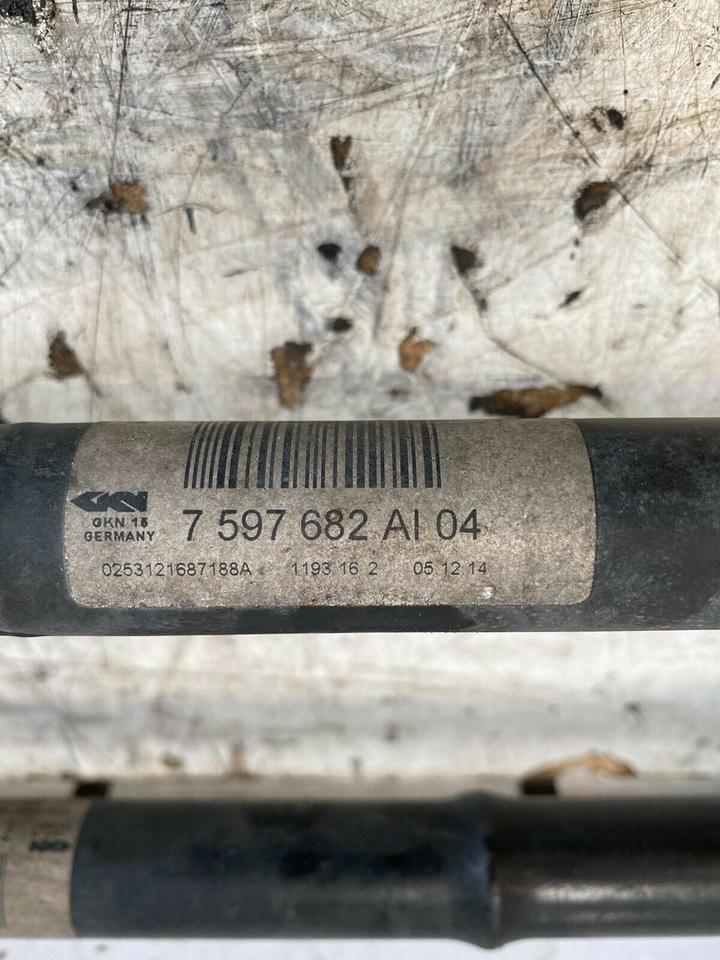 GKN
GKN 15
GERMANY
7 597 682 AI 04
0253121687188A 1193 16 2 05 12 14